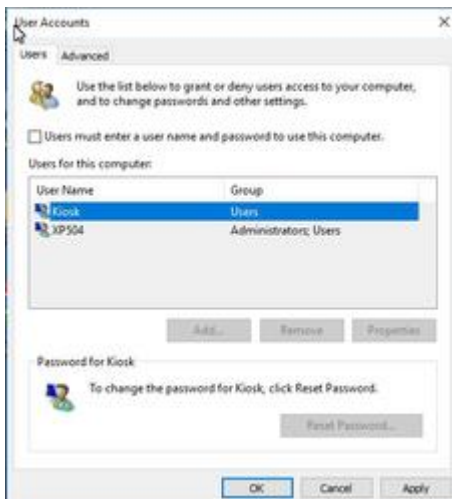 User Accounts
Users Advanced
Use the list below to grant or deny users access to your computer,
and to change passwords and other settings.
Users must enter a user name and password to use this computer.
Users for this computer:
User Name Group
Kiosk Users
XP504 Administrators; Users
Add... Remove Properties
Password for Kiosk
To change the password for Kiosk, click Reset Password.
Reset Password...
OK Cancel Apply